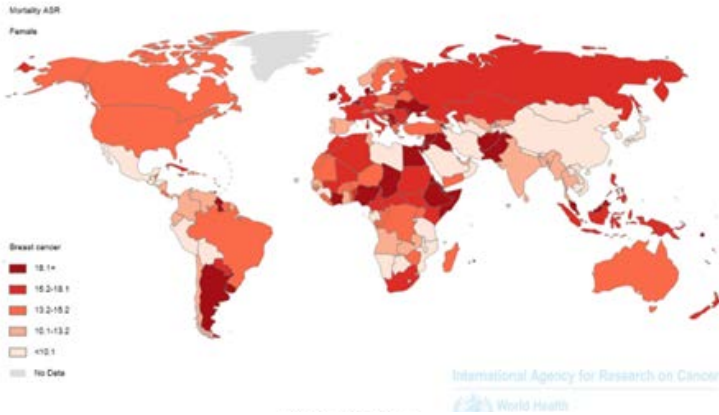 Mortality ASR
Female
Breast cancer
18.1+
15.2-18.1
13.2-15.2
10.1-13.2
<10.1
No Data
International Agency for Research on Cancer
World Health